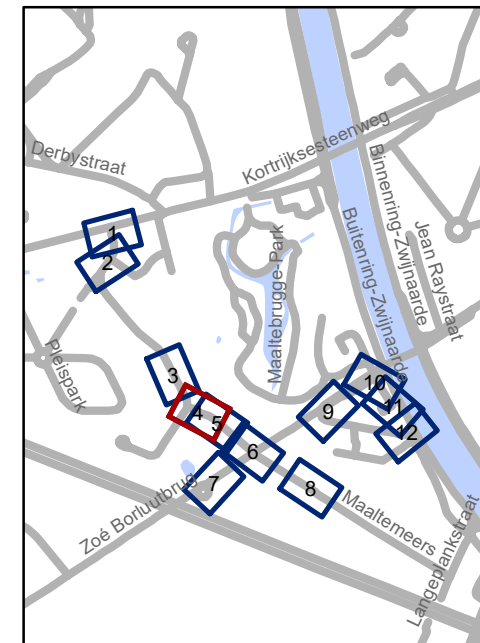 Derbystraat
Kortrijksesteenweg
Binnenring-Zwijnaarde
Jean Raystraat
Buitenring-Zwijnaarde
Maaltebrugge-Park
1
2
Pleispark
3
4
5
6
7
8
9
10
11
12
Zoé Borluutbrug
Maaltemeers
Langeplankstraat